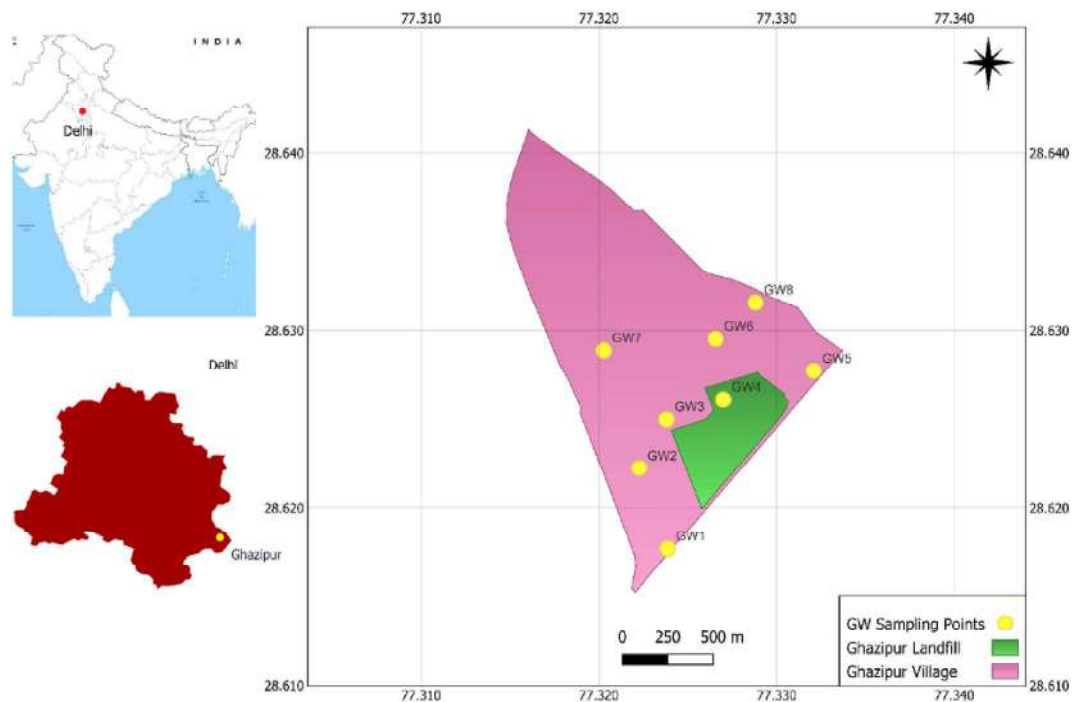 INDIA
Delhi
Delhi
Ghazipur
77.310 77.320 77.330 77.340
28.640 28.640
GW8
28.630 GW6 28.630
GW7
GW5
GW4
GW3
GW2
28.620 28.620
GW1
0 250 500 m
GW Sampling Points
Ghazipur Landfill
Ghazipur Village
28.610 28.610
77.310 77.320 77.330 77.340